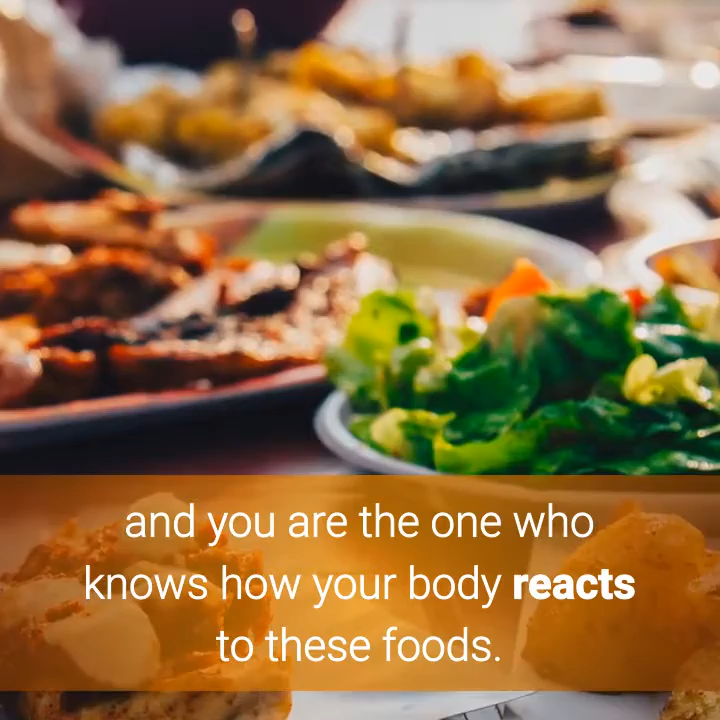 and you are the one who
knows how your body reacts
to these foods.